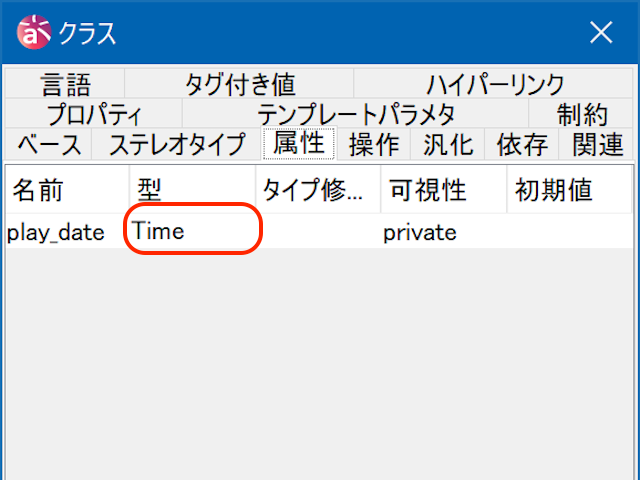 クラス
言語 タグ付き値 ハイパーリンク
プロパティ テンプレートパラメタ 制約
ベース ステレオタイプ 属性 操作 汎化 依存 関連
名前 型 タイプ修... 可視性 初期値
play_date Time private